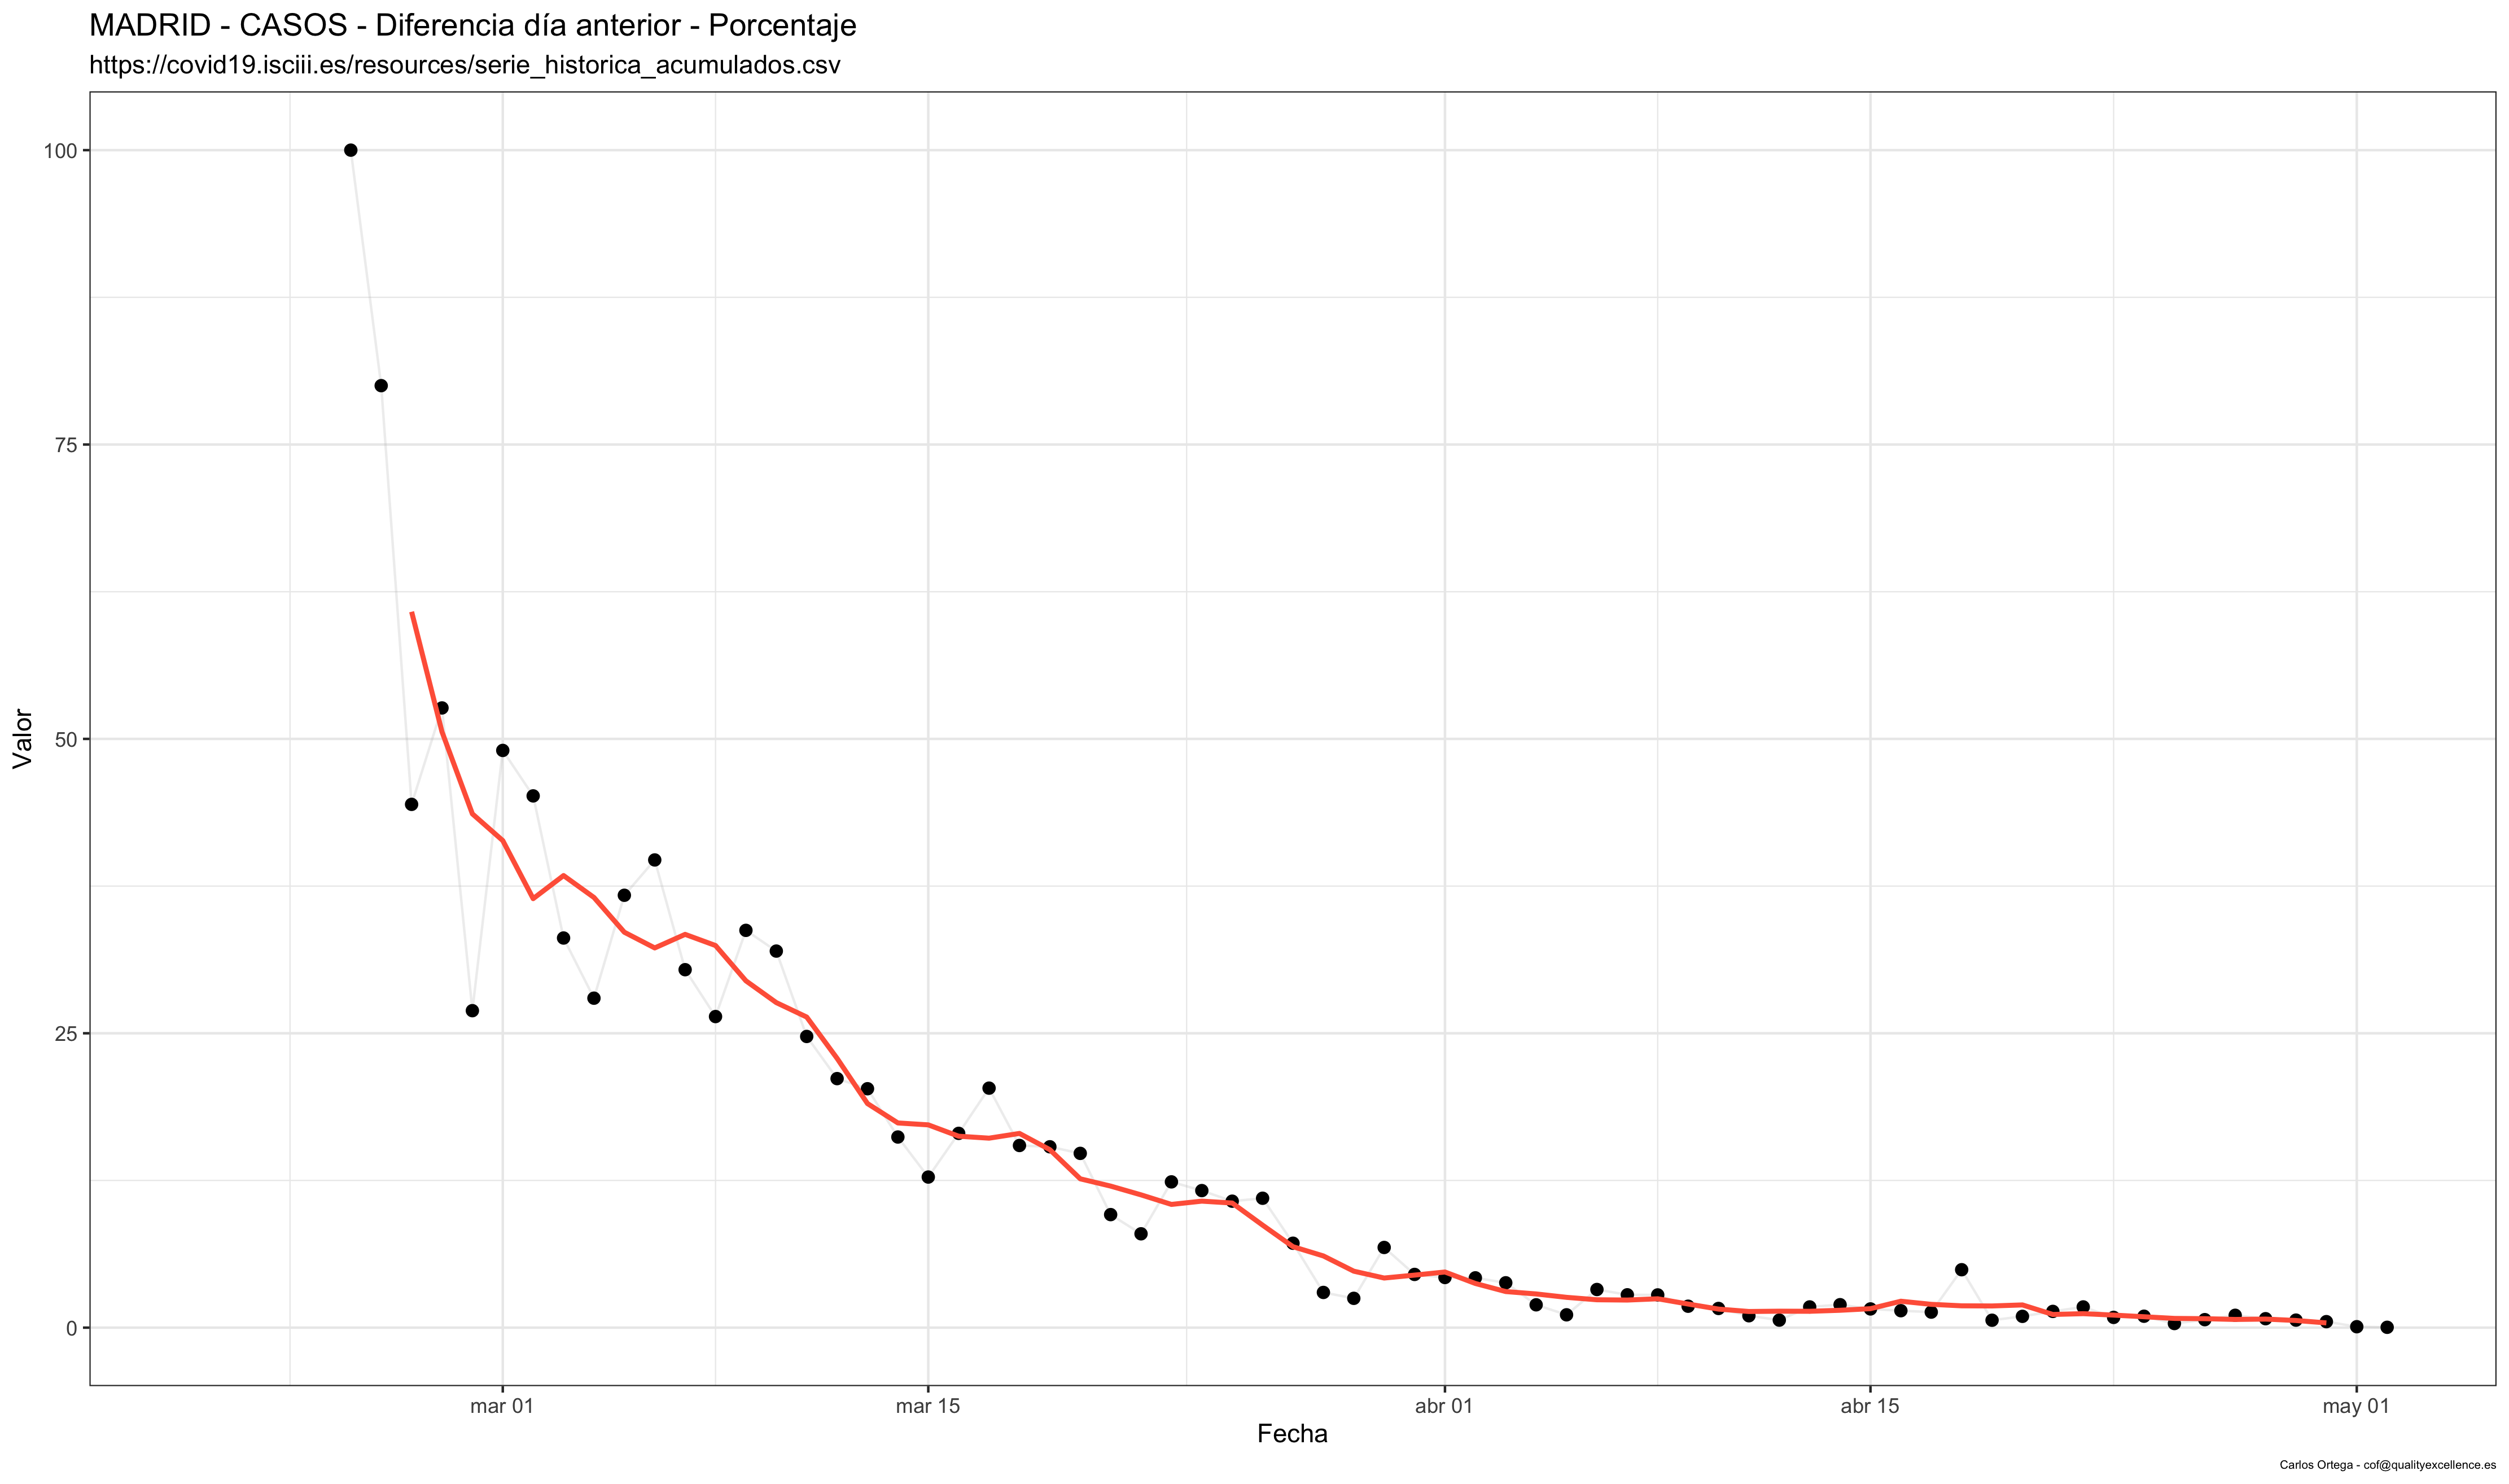 MADRID - CASOS - Diferencia día anterior - Porcentaje
https://covid19.isciii.es/resources/serie_historica_acumulados.csv
Valor
100
75
50
25
0
mar 01
mar 15
abr 01
abr 15
may 01
Fecha
Carlos Ortega - cof@qualityexcellence.es